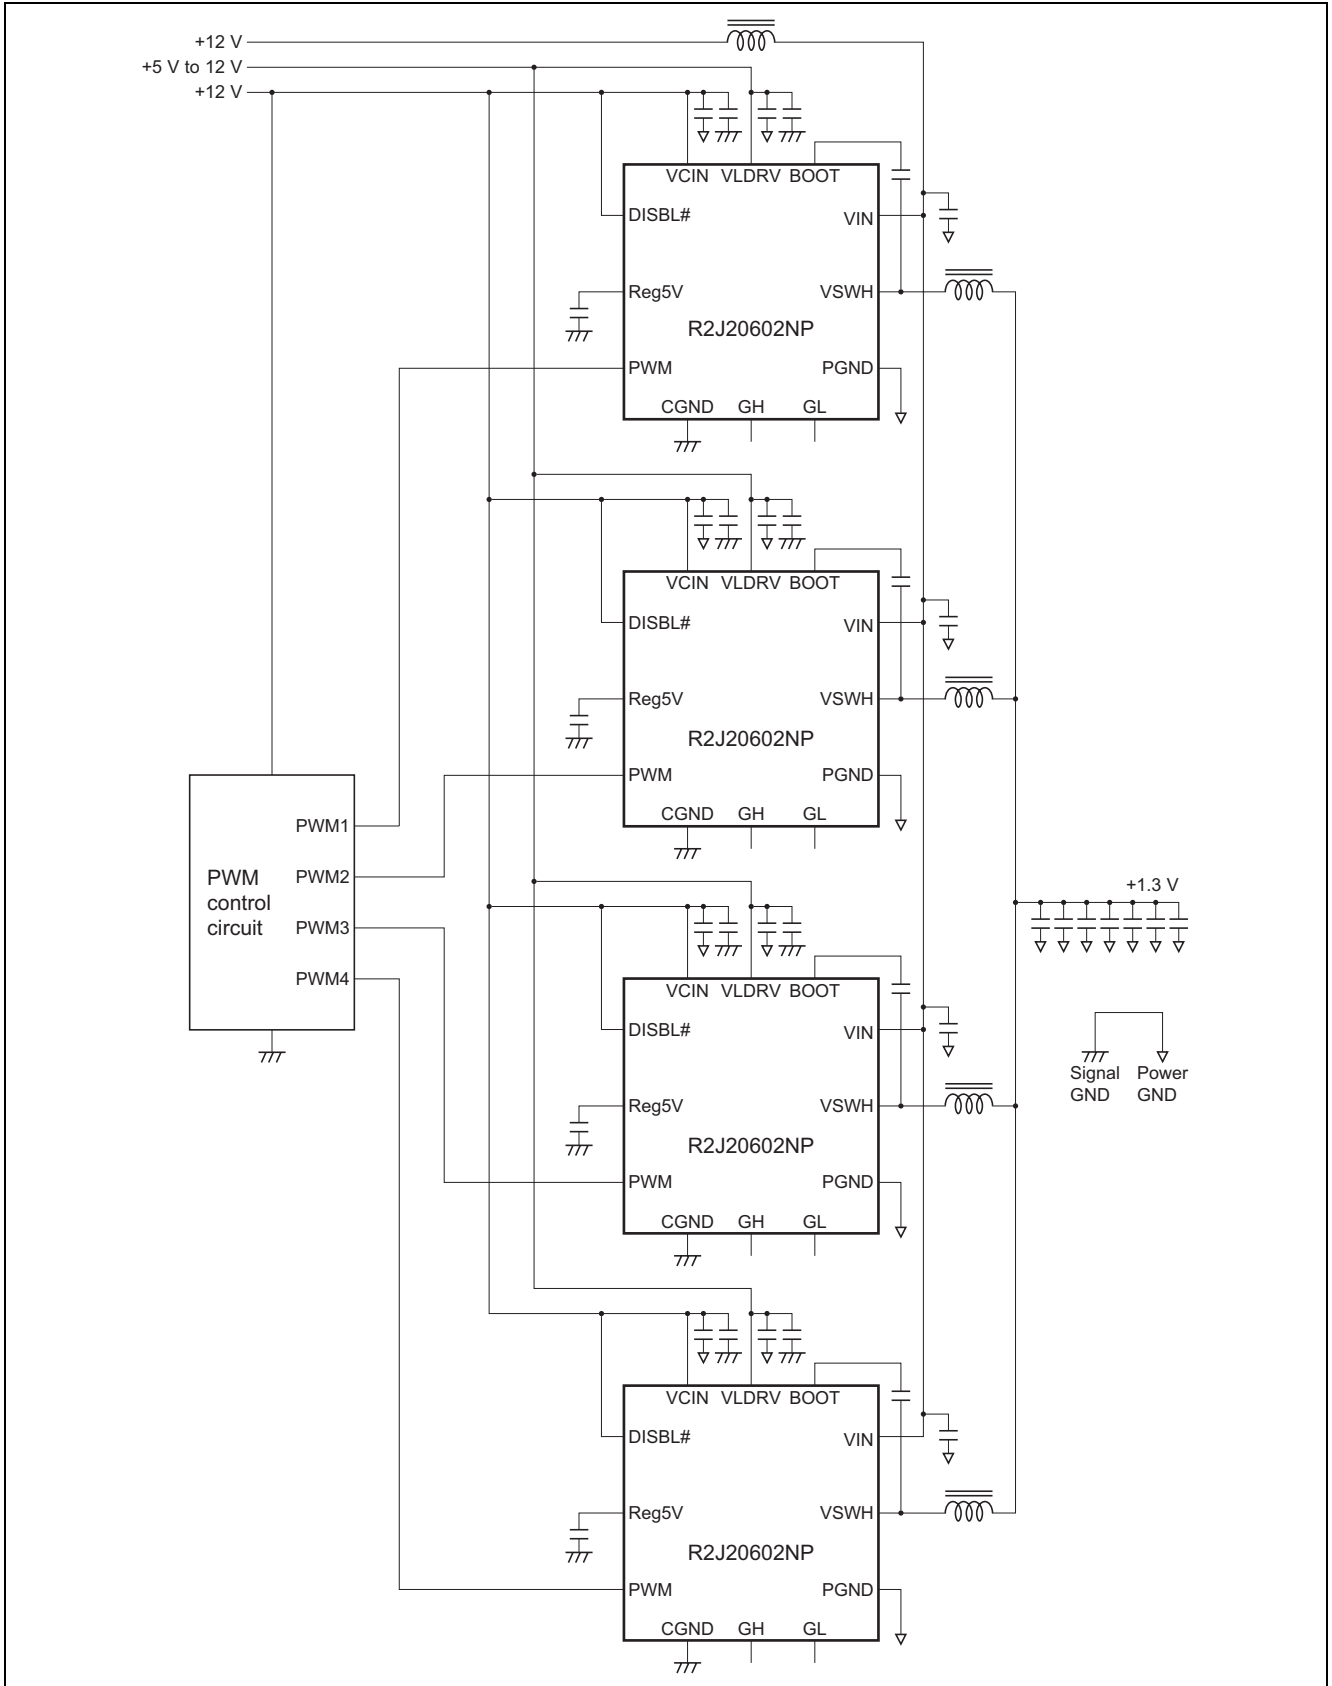 +12 V
+5 V to 12 V
+12 V
VCIN VLDRV BOOT
DISBL#
VIN
Reg5V
VSWH
R2J20602NP
PWM
PGND
CGND GH GL
VCIN VLDRV BOOT
DISBL#
VIN
Reg5V
VSWH
R2J20602NP
PWM
PGND
CGND GH GL
PWM1
PWM2
PWM3
PWM4
PWM
control
circuit
+1.3 V
VCIN VLDRV BOOT
DISBL#
VIN
Reg5V
VSWH
R2J20602NP
PWM
PGND
CGND GH GL
Signal
GND
Power
GND
VCIN VLDRV BOOT
DISBL#
VIN
Reg5V
VSWH
R2J20602NP
PWM
PGND
CGND GH GL